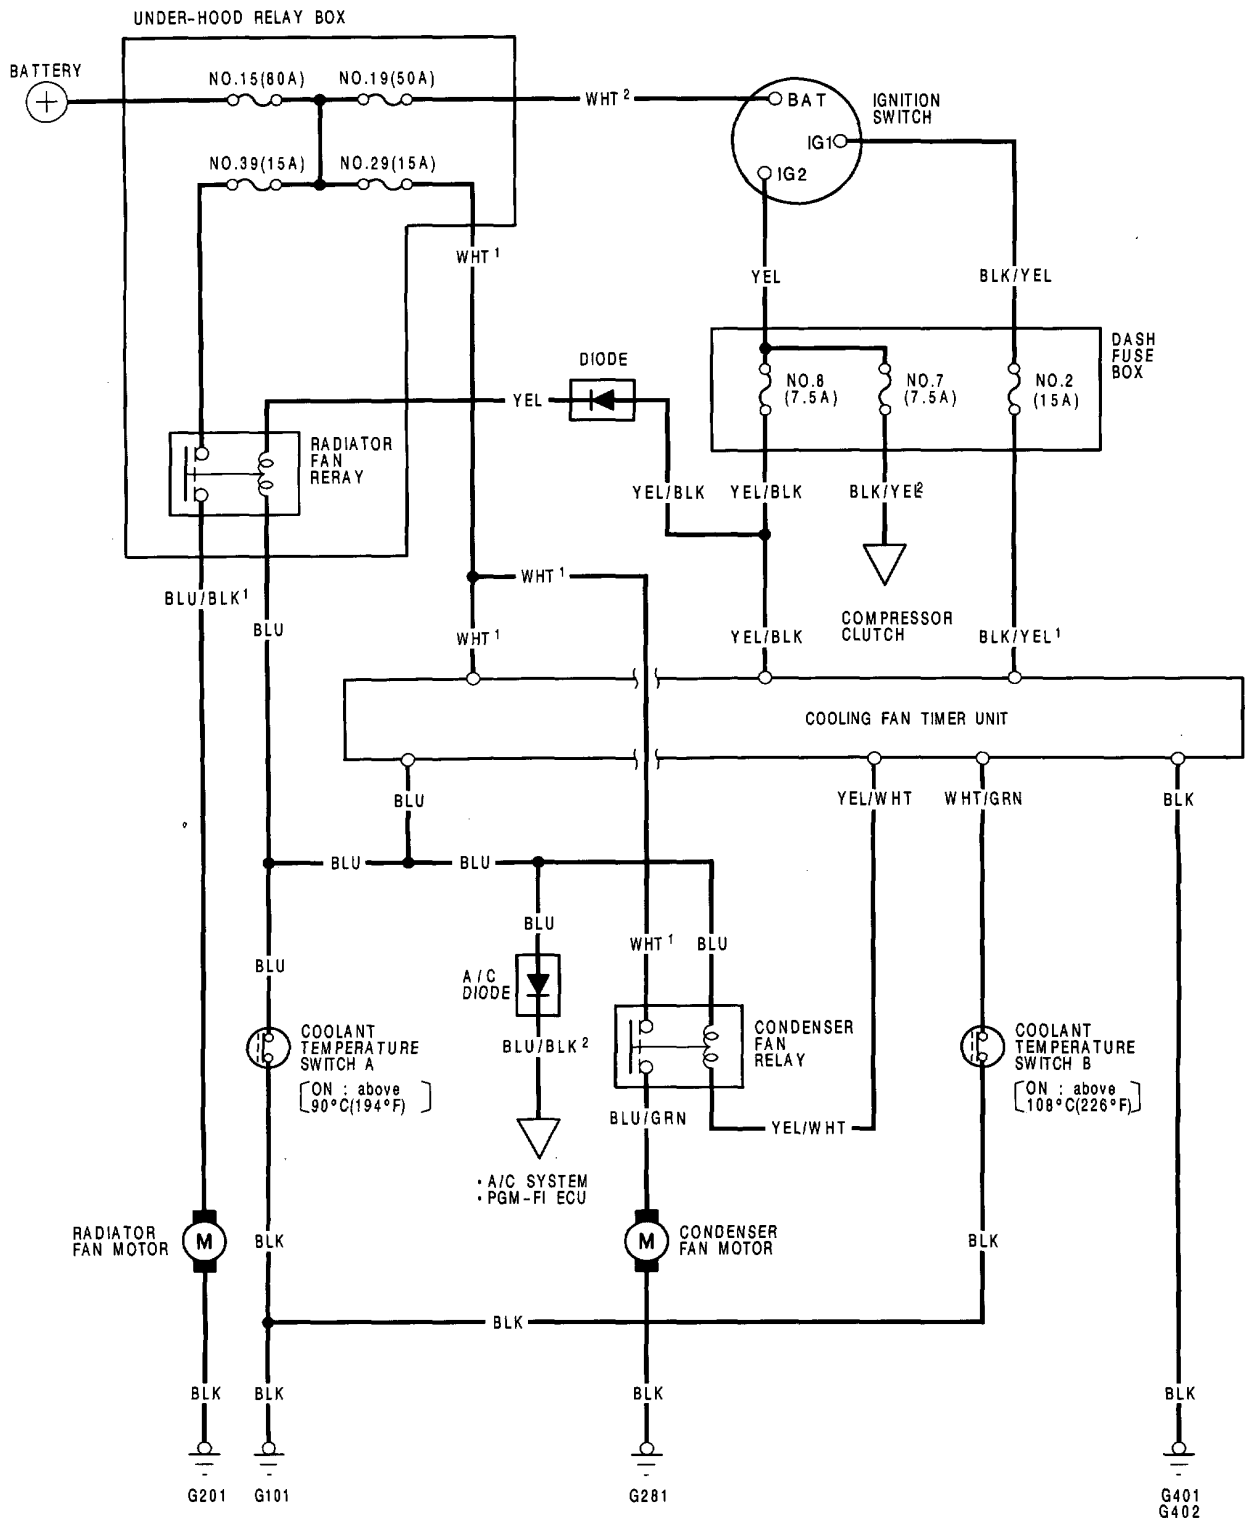 UNDER-HOOD RELAY BOX
BATTERY
+
NO.15(80A)
NO.19(50A)
WHT 2
BAT
IG1
IG2
IGNITION
SWITCH
NO.39(15A)
NO.29(15A)
WHT 1
YEL
BLK/YEL
DASH
FUSE
BOX
DIODE
YEL
NO.8
(7.5A)
NO.7
(7.5A)
NO.2
(15A)
RADIATOR
FAN
RERAY
YEL/BLK
YEL/BLK
BLK/YEL2
BLU/BLK 1
BLU
WHT 1
WHT 1
YEL/BLK
COMPRESSOR
CLUTCH
BLK/YEL 1
COOLING FAN TIMER UNIT
BLU
YEL/WHT
WHT/GRN
BLK
BLU
BLU
BLU
WHT 1
BLU
BLU
A/C
DIODE
BLU/BLK 2
COOLANT
TEMPERATURE
SWITCH A
[ON : above
90°C(194°F)]
CONDENSER
FAN
RELAY
COOLANT
TEMPERATURE
SWITCH B
[ON : above
108°C(226°F)]
BLU/GRN
YEL/WHT
• A/C SYSTEM
• PGM-FI ECU
RADIATOR
FAN MOTOR
M
BLK
M
CONDENSER
FAN MOTOR
BLK
BLK
BLK
BLK
BLK
BLK
G201
G101
G281
G401
G402